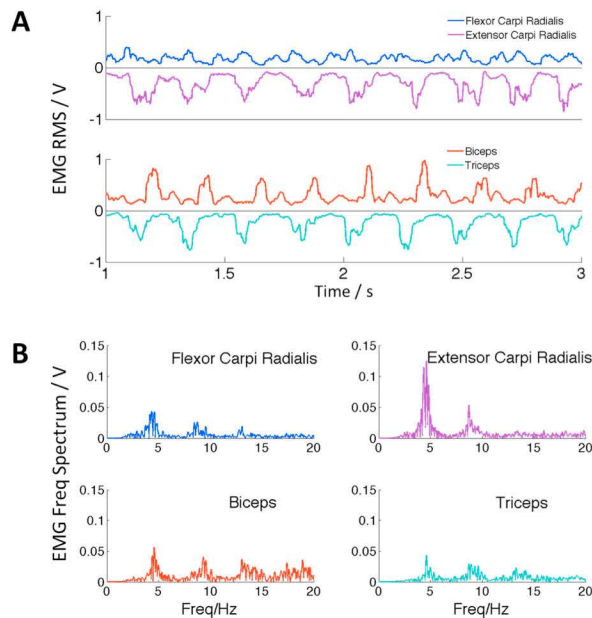 A
EMG RMS / V
1
0
-1
Flexor Carpi Radialis
Extensor Carpi Radialis
1
0
-1
Biceps
Triceps
1
1.5
2
2.5
3
Time / s
B
EMG Freq Spectrum / V
0.15
0.1
0.05
0
Flexor Carpi Radialis
0 5 10 15 20
0.15
0.1
0.05
0
Extensor Carpi Radialis
0 5 10 15 20
0.15
0.1
0.05
0
Biceps
0 5 10 15 20
Freq/Hz
0.15
0.1
0.05
0
Triceps
0 5 10 15 20
Freq/Hz